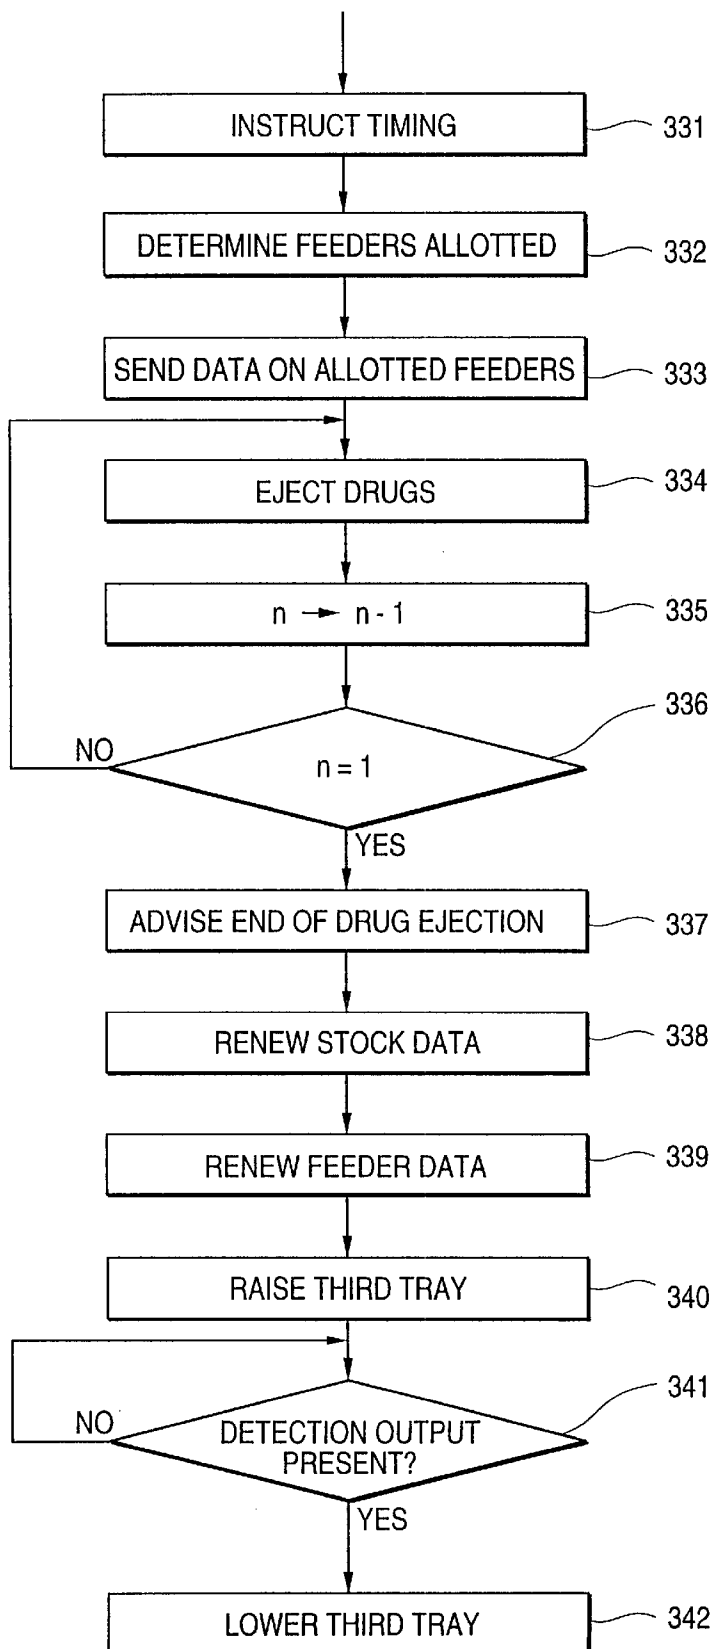 INSTRUCT TIMING 331
DETERMINE FEEDERS ALLOTTED 332
SEND DATA ON ALLOTTED FEEDERS 333
EJECT DRUGS 334
n → n - 1 335
336
NO
n = 1
YES
ADVISE END OF DRUG EJECTION 337
RENEW STOCK DATA 338
RENEW FEEDER DATA 339
RAISE THIRD TRAY 340
341
NO
DETECTION OUTPUT
PRESENT?
YES
LOWER THIRD TRAY 342